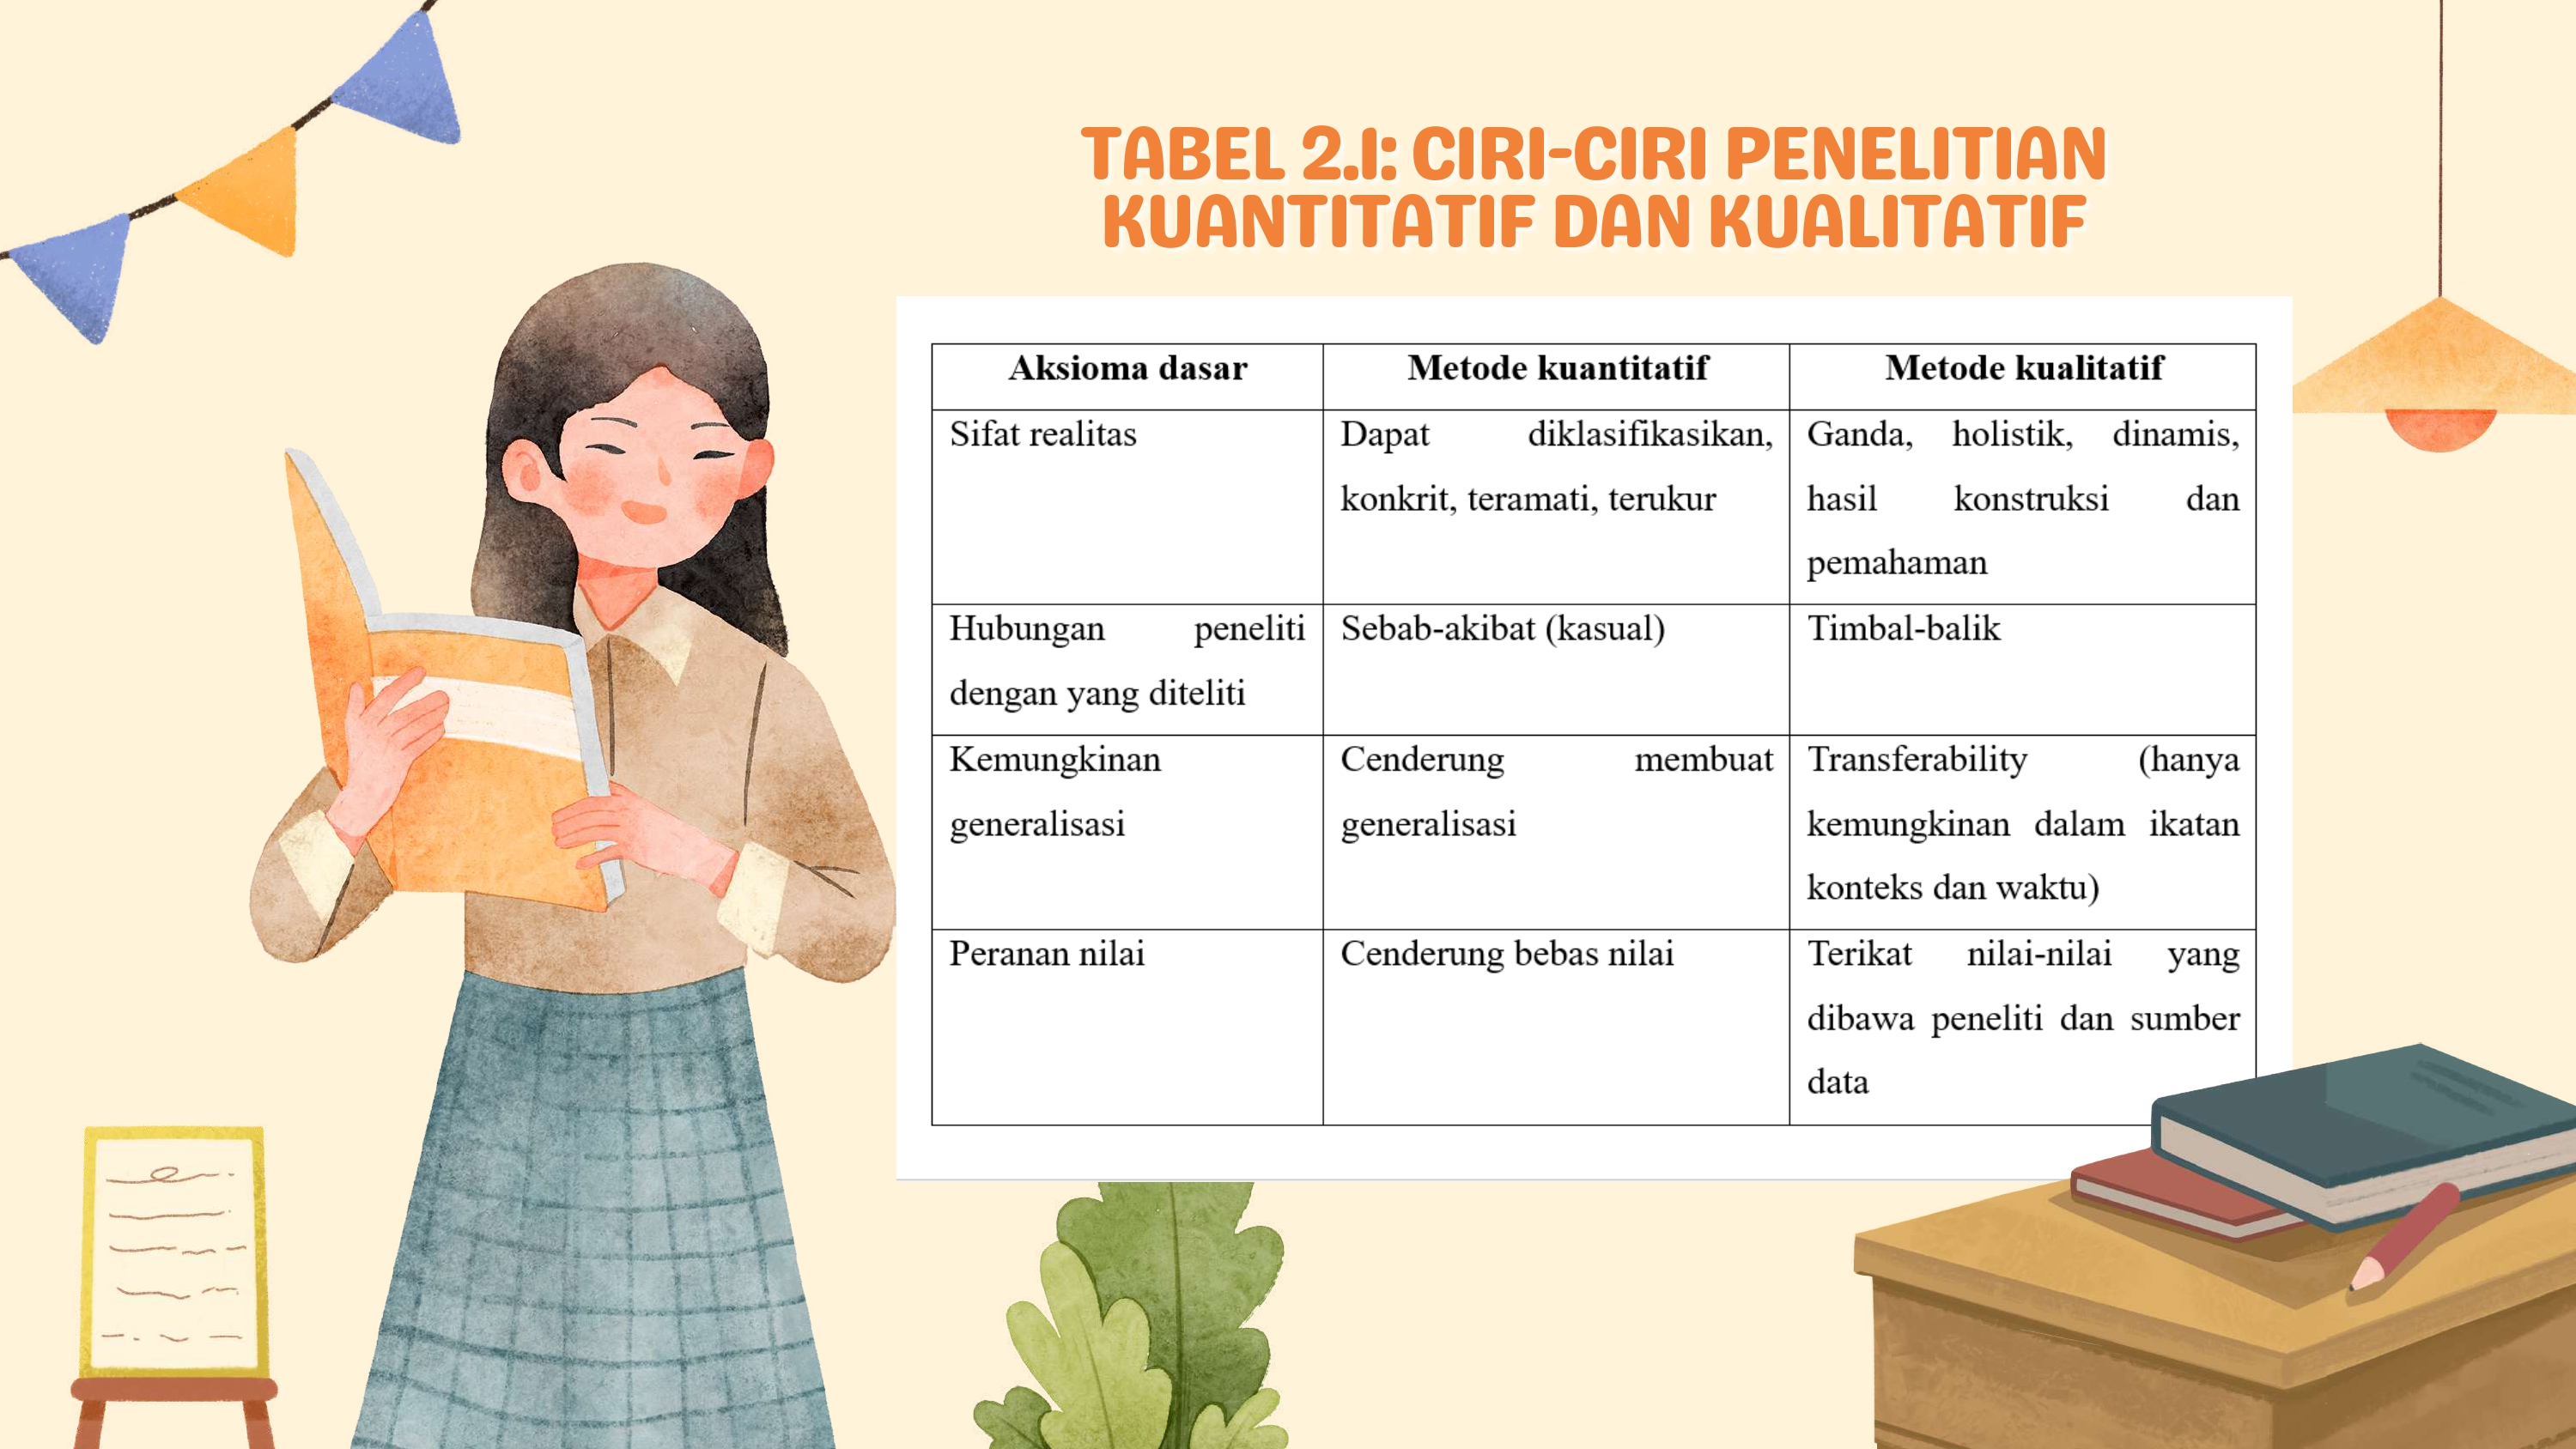 TABEL 2.1: CIRI-CIRI PENELITIAN
KUANTITATIF DAN KUALITATIF
Aksioma dasar
Metode kuantitatif
Metode kualitatif
Sifat realitas
Dapat diklasifikasikan,
konkrit, teramati, terukur
Ganda, holistik, dinamis,
hasil konstruksi dan
pemahaman
Hubungan peneliti
dengan yang diteliti
Sebab-akibat (kasual)
Timbal-balik
Kemungkinan
generalisasi
Cenderung membuat
generalisasi
Transferability (hanya
kemungkinan dalam ikatan
konteks dan waktu)
Peranan nilai
Cenderung bebas nilai
Terikat nilai-nilai yang
dibawa peneliti dan sumber
data